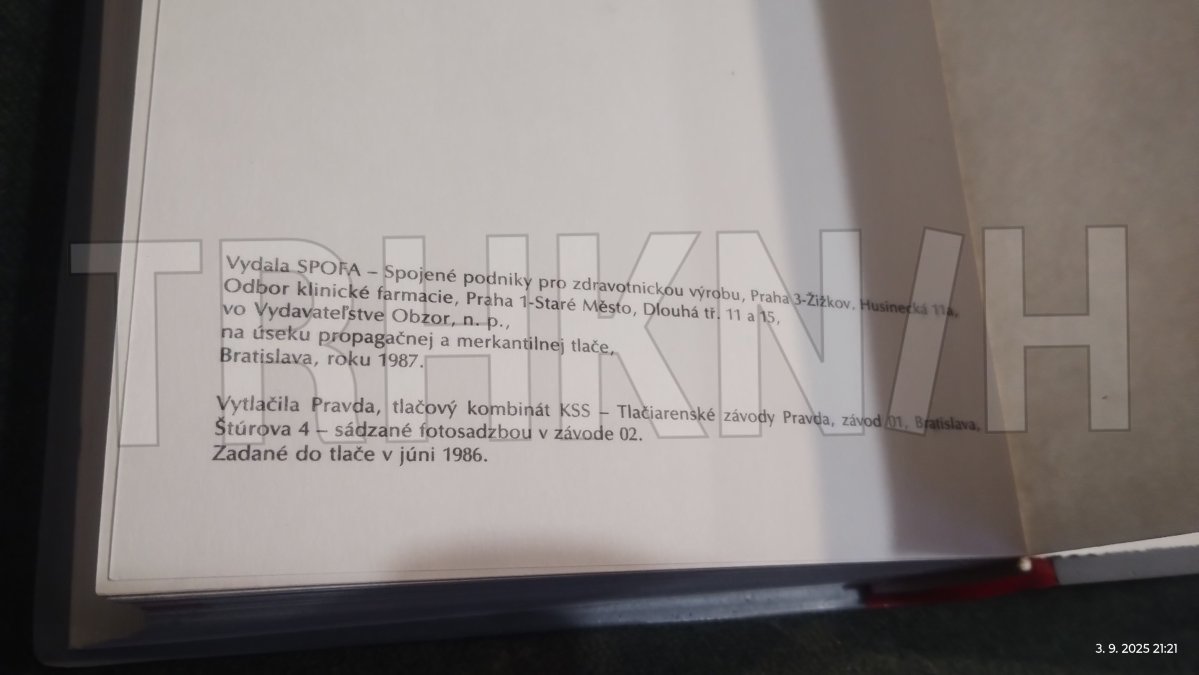 Vydala SPOFA – Spojené podniky pro zdravotnickou výrobu, Praha 3-Žižkov, Husinecká 11a,
Odbor klinické farmacie, Praha 1-Staré Město, Dlouhá tř. 11 a 15,
vo Vydavateľstve Obzor, n. p.,
na úseku propagačnej a merkantilnej tlače,
Bratislava, roku 1987.
Vytlačila Pravda, tlačový kombinát KSS – Tlačiarenské závody Pravda, závod 01, Bratislava,
Štúrova 4 – sádzané fotosadzbou v závode 02.
Zadané do tlače v júni 1986.
TRHKN/H
3. 9. 2025 21:21